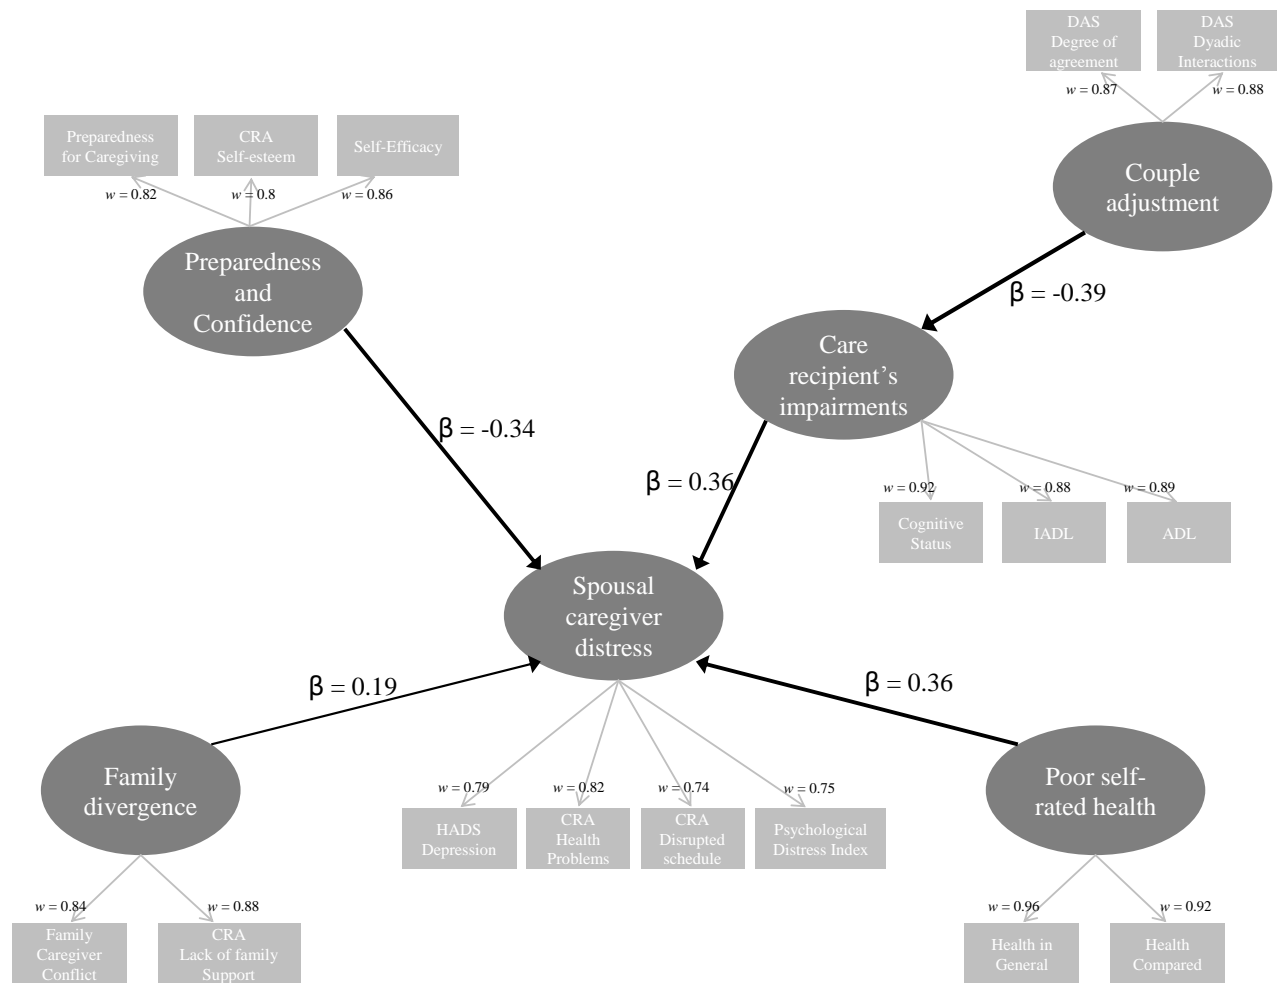 DAS
Degree of
agreement
DAS
Dyadic
Interactions
w = 0.87
w = 0.88
Couple
adjustment
Preparedness
for Caregiving
CRA
Self-esteem
Self-Efficacy
w = 0.82
w = 0.8
w = 0.86
Preparedness
and
Confidence
β = -0.39
Care
recipient’s
impairments
β = -0.34
β = 0.36
w = 0.92
w = 0.88
w = 0.89
Cognitive
Status
IADL
ADL
Spousal
caregiver
distress
β = 0.19
β = 0.36
Family
divergence
Poor self-
rated health
w = 0.79
w = 0.82
w = 0.74
w = 0.75
HADS
Depression
CRA
Health
Problems
CRA
Disrupted
schedule
Psychological
Distress Index
w = 0.84
w = 0.88
Family
Caregiver
Conflict
CRA
Lack of family
Support
w = 0.96
w = 0.92
Health in
General
Health
Compared